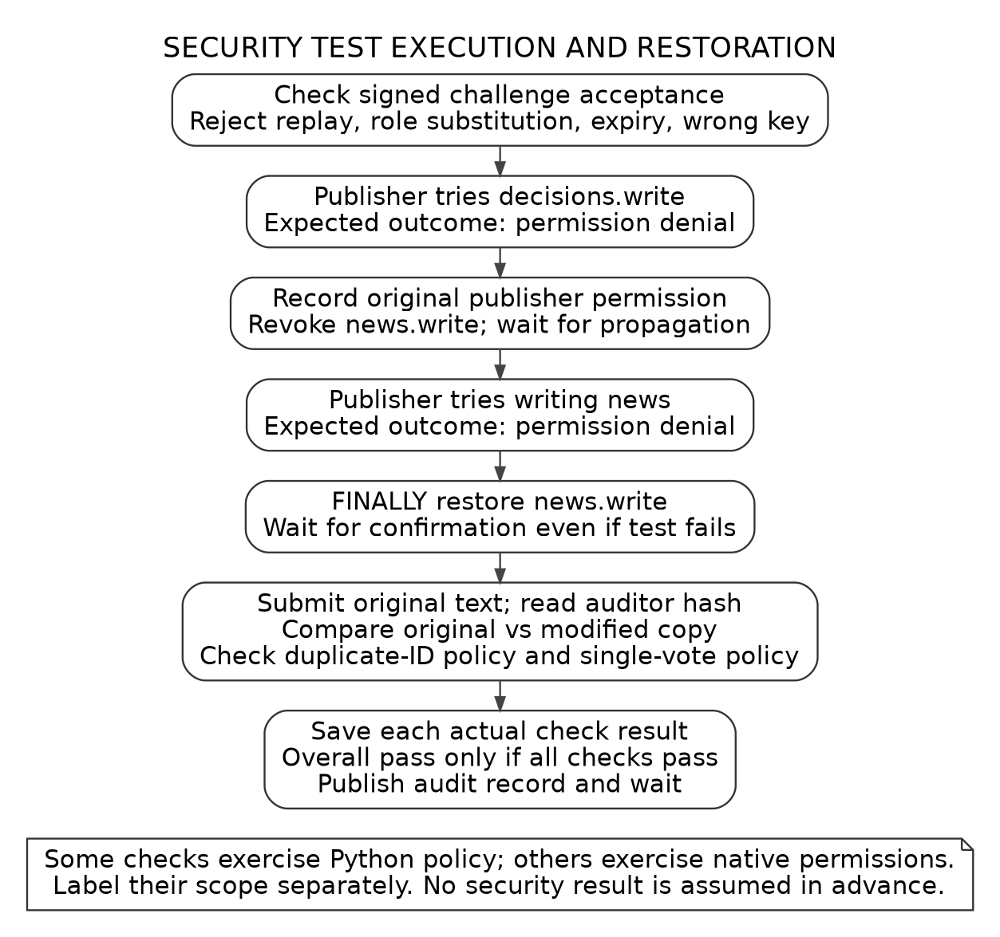 SECURITY TEST EXECUTION AND RESTORATION
Check signed challenge acceptance
Reject replay, role substitution, expiry, wrong key
Publisher tries decisions.write
Expected outcome: permission denial
Record original publisher permission
Revoke news.write; wait for propagation
Publisher tries writing news
Expected outcome: permission denial
FINALLY restore news.write
Wait for confirmation even if test fails
Submit original text; read auditor hash
Compare original vs modified copy
Check duplicate-ID policy and single-vote policy
Save each actual check result
Overall pass only if all checks pass
Publish audit record and wait
Some checks exercise Python policy; others exercise native permissions.
Label their scope separately. No security result is assumed in advance.